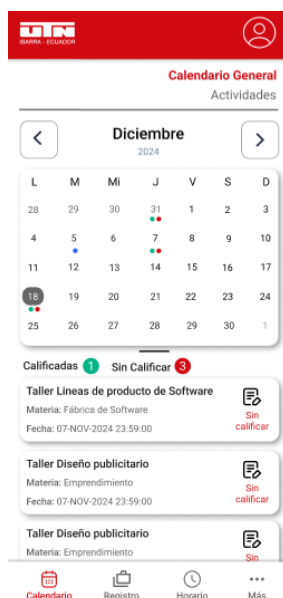 UTN
IBARRA - ECUADOR
Calendario General
Actividades
Diciembre
2024
L M Mi J V S D
28 29 30 31 1 2 3
4 5 6 7 8 9 10
11 12 13 14 15 16 17
18 19 20 21 22 23 24
25 26 27 28 29 30 1
Calificadas 1 Sin Calificar 3
Taller Lineas de producto de Software
Materia: Fábrica de Software
Fecha: 07-NOV-2024 23:59:00
Sin
calificar
Taller Diseño publicitario
Materia: Emprendimiento
Fecha: 07-NOV-2024 23:59:00
Sin
calificar
Taller Diseño publicitario
Materia: Emprendimiento
Sin
Calendario Registro Horario Más